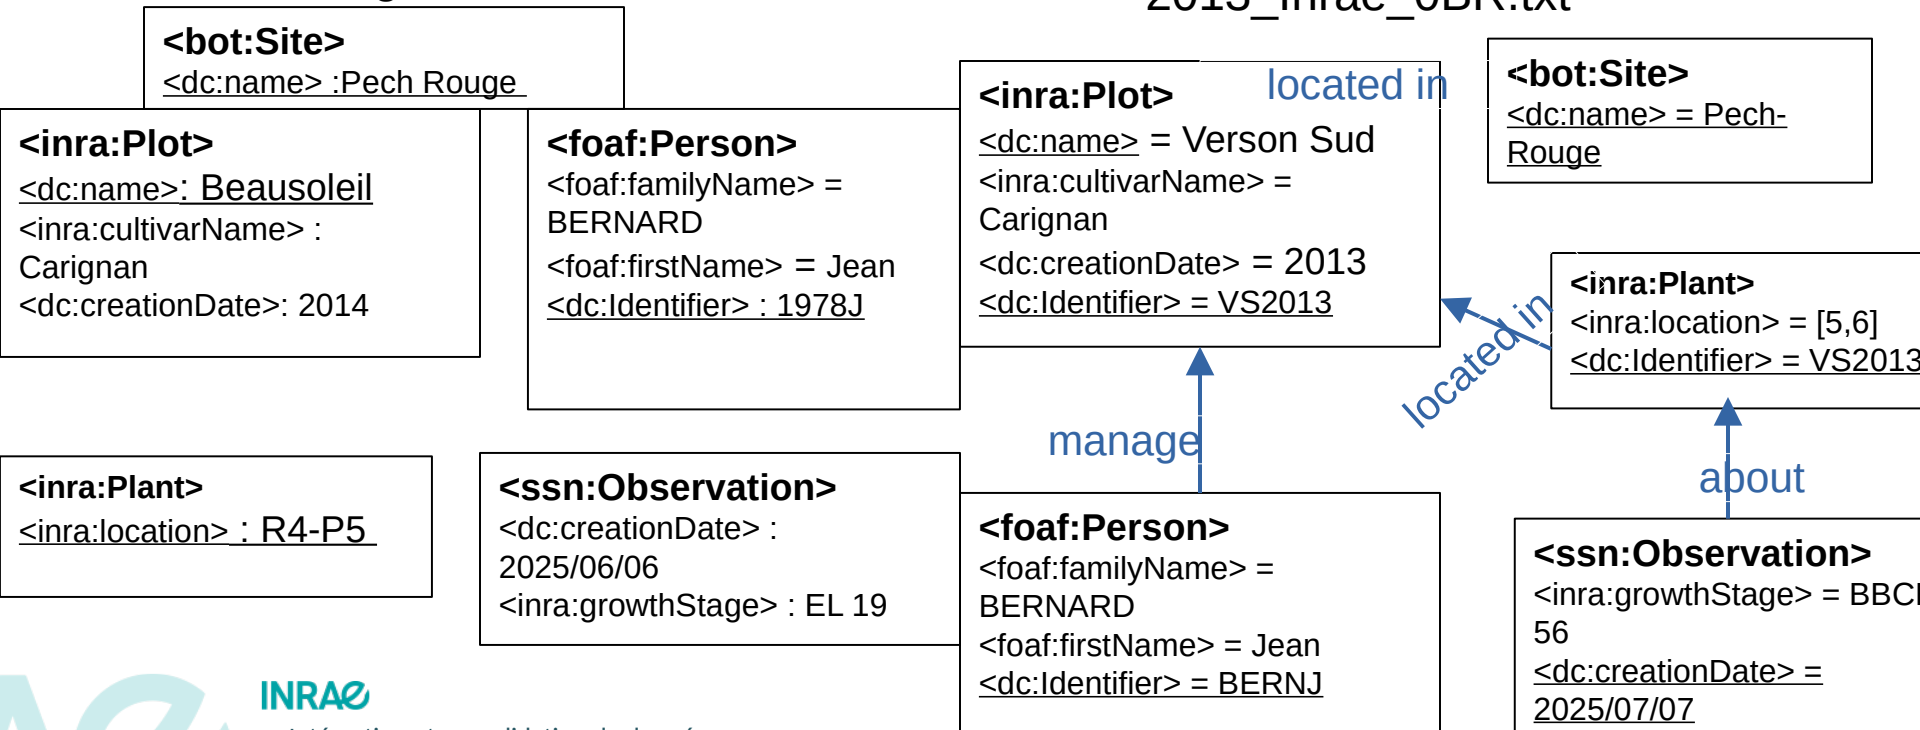 2013_Inrae_6BR.txt
<bot:Site>
<dc:name> :Pech Rouge
<inra:Plot>
<dc:name>: Beausoleil
<inra:cultivarName> :
Carignan
<dc:creationDate>: 2014
<foaf:Person>
<foaf:familyName> =
BERNARD
<foaf:firstName> = Jean
<dc:Identifier> : 1978J
<inra:Plant>
<inra:location> : R4-P5
<ssn:Observation>
<dc:creationDate> :
2025/06/06
<inra:growthStage> : EL 19
<inra:Plot>
<dc:name> = Verson Sud
<inra:cultivarName> =
Carignan
<dc:creationDate> = 2013
<dc:Identifier> = VS2013
located in
<bot:Site>
<dc:name> = Pech-
Rouge
<inra:Plant>
<inra:location> = [5,6]
<dc:Identifier> = VS2013
located in
manage
about
<foaf:Person>
<foaf:familyName> =
BERNARD
<foaf:firstName> = Jean
<dc:Identifier> = BERNJ
<ssn:Observation>
<inra:growthStage> = BBC
56
<dc:creationDate> =
2025/07/07
INRAE